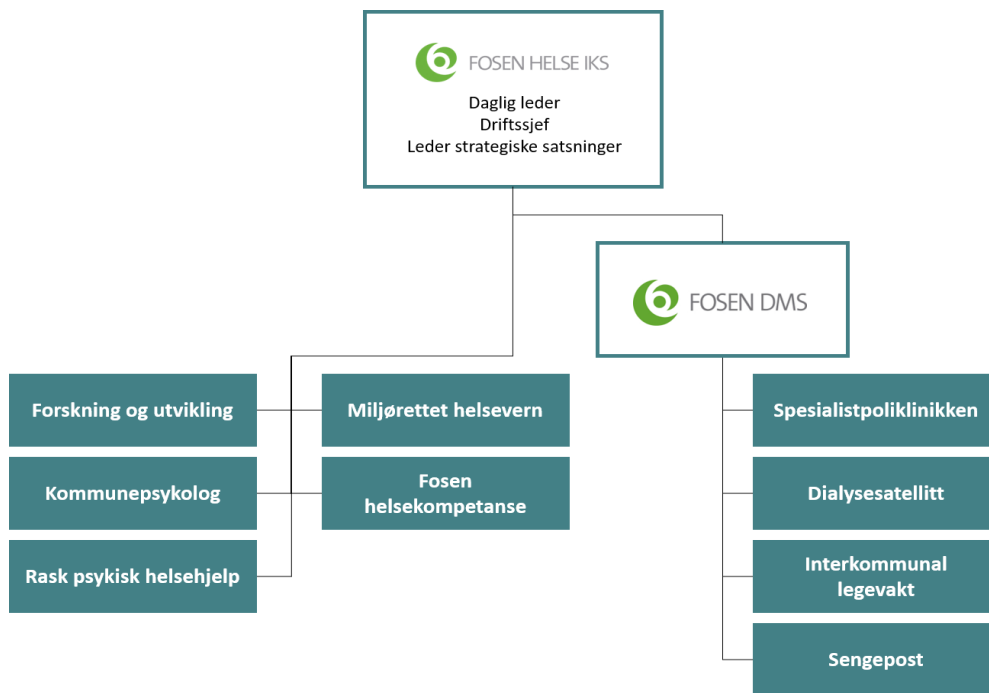 FOSEN HELSE IKS
Daglig leder
Driftssjef
Leder strategiske satsninger
FOSEN DMS
Forskning og utvikling
Miljørettet helsevern
Spesialistpoliklinikken
Kommunepsykolog
Fosen
helsekompetanse
Dialysesatellitt
Rask psykisk helsehjelp
Interkommunal
legevakt
Sengepost